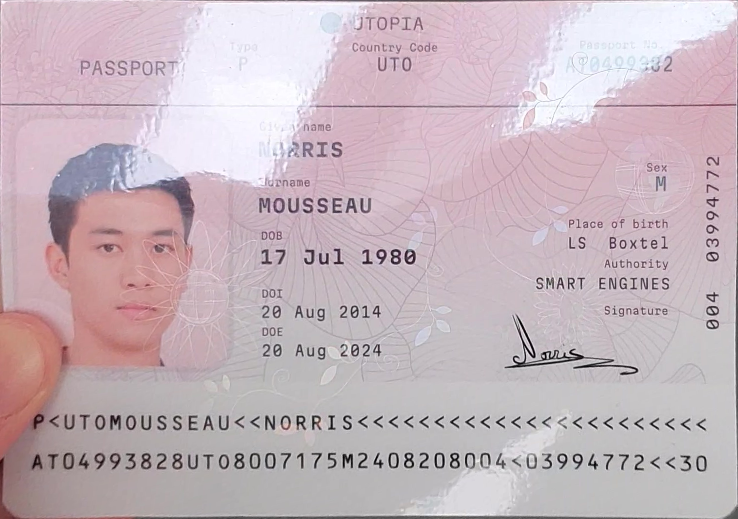 UTOPIA
PASSPORT
Type
P
Country Code
UTO
Passport No.
AT0499382
Given name
NORRIS
Surname
MOUSSEAU
DOB
17 Jul 1980
DOI
20 Aug 2014
DOE
20 Aug 2024
Sex
M
Place of birth
LS Boxtel
Authority
SMART ENGINES
Signature
Norris
004 03994772
P<UTOMOUSSEAU<<NORRIS<<<<<<<<<<<<<<<<<<<<<<<
AT04993828UTO8007175M2408208004<03994772<<30